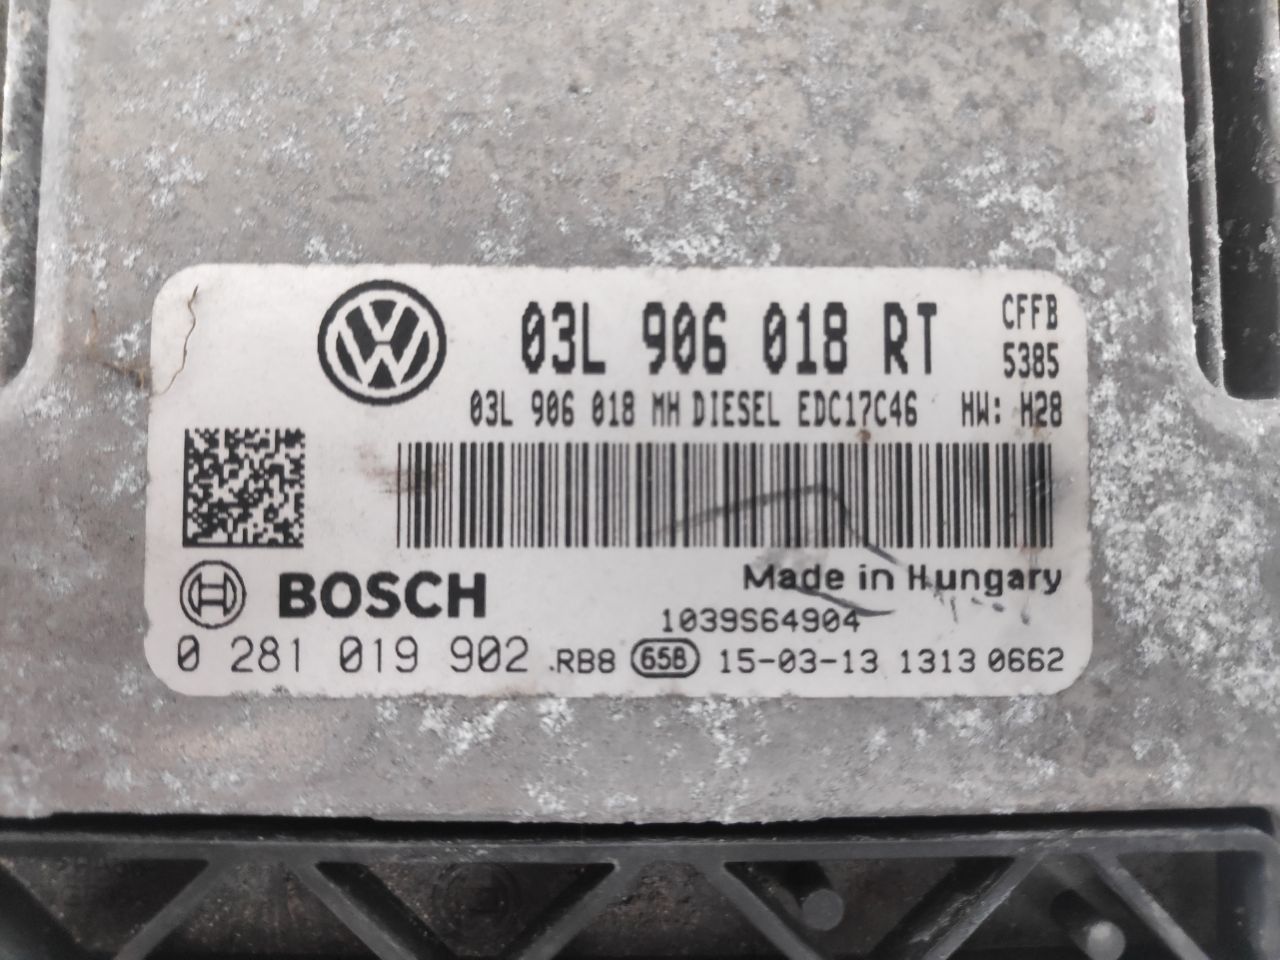 03L 906 018 RT
CFFB
5385
03L 906 018 MH DIESEL EDC17C46 HW: H28
BOSCH
Made in Hungary
1039S64904
0 281 019 902 .RB8 658 15-03-13 1313 0662